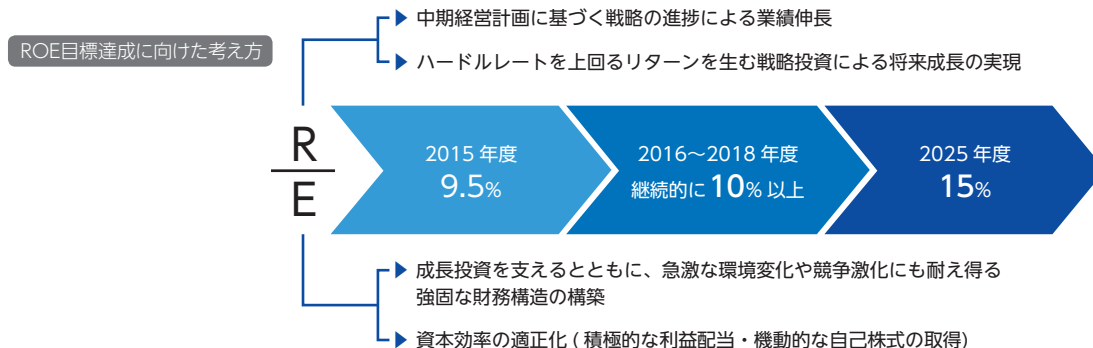 ROE目標達成に向けた考え方
中期経営計画に基づく戦略の進捗による業績伸長
ハードルレートを上回るリターンを生む戦略投資による将来成長の実現
R
E
2015 年度
9.5%
2016～2018 年度
継続的に 10% 以上
2025 年度
15%
成長投資を支えるとともに、急激な環境変化や競争激化にも耐え得る
強固な財務構造の構築
資本効率の適正化 ( 積極的な利益配当・機動的な自己株式の取得)